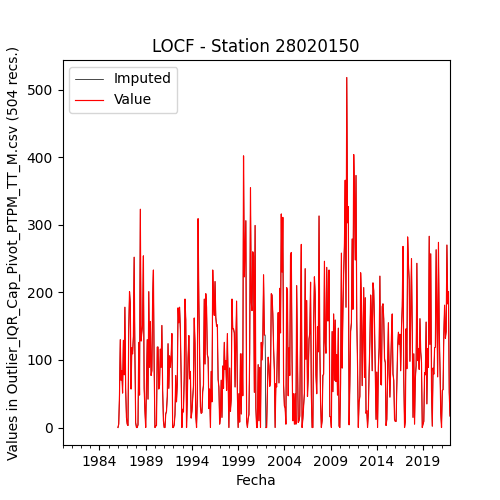 LOCF - Station 28020150
Imputed
Value
500
400
300
200
100
0
Values in Outlier_IQR_Cap_Pivot_PTPM_TT_M.csv (504 recs.)
1984 1989 1994 1999 2004 2009 2014 2019
Fecha